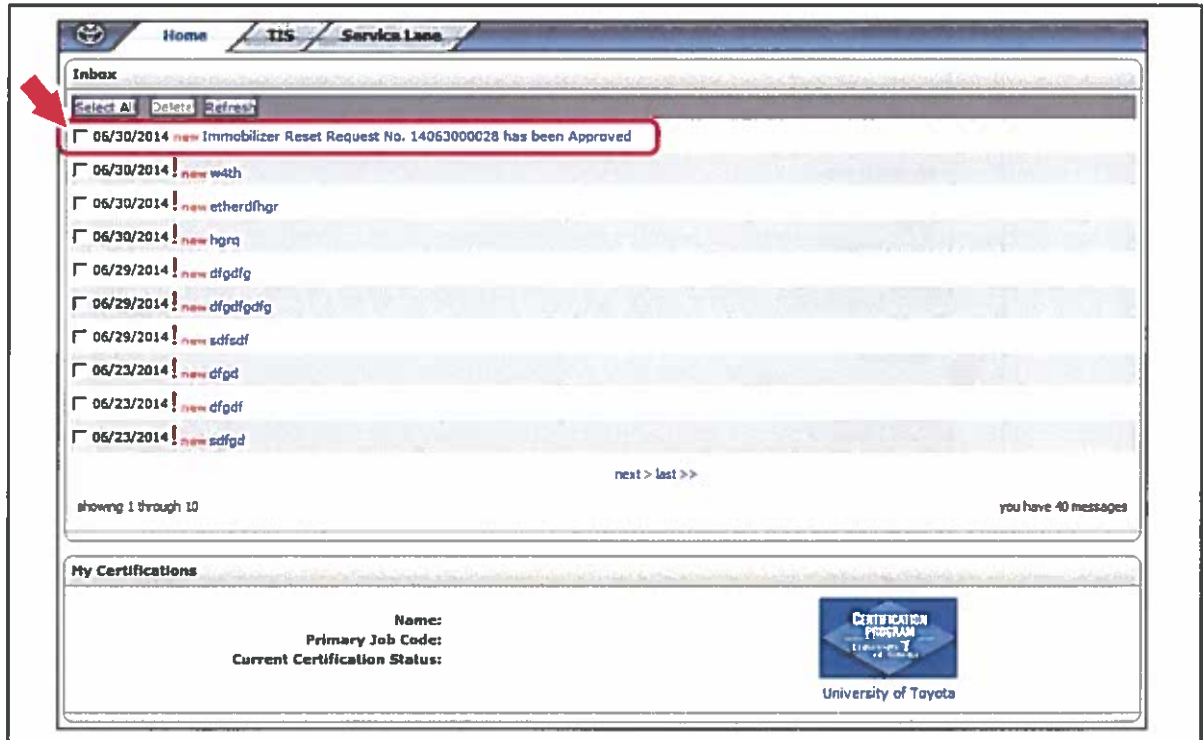 Home TIS Service Lane
Inbox
Select All Delete Refresh
06/30/2014 new Immobilizer Reset Request No. 14063000028 has been Approved
06/30/2014 ! new w4th
06/30/2014 ! new etherdfhgr
06/30/2014 ! new hgrq
06/29/2014 ! new dfgdfg
06/29/2014 ! new dfgdfgdfg
06/29/2014 ! new sdfsdf
06/23/2014 ! new dfgd
06/23/2014 ! new dfgdf
06/23/2014 ! new sdfgd
next > last >>
showing 1 through 10 you have 40 messages
My Certifications
Name:
Primary Job Code:
Current Certification Status:
CERTIFICATION
PROGRAM
University of Toyota